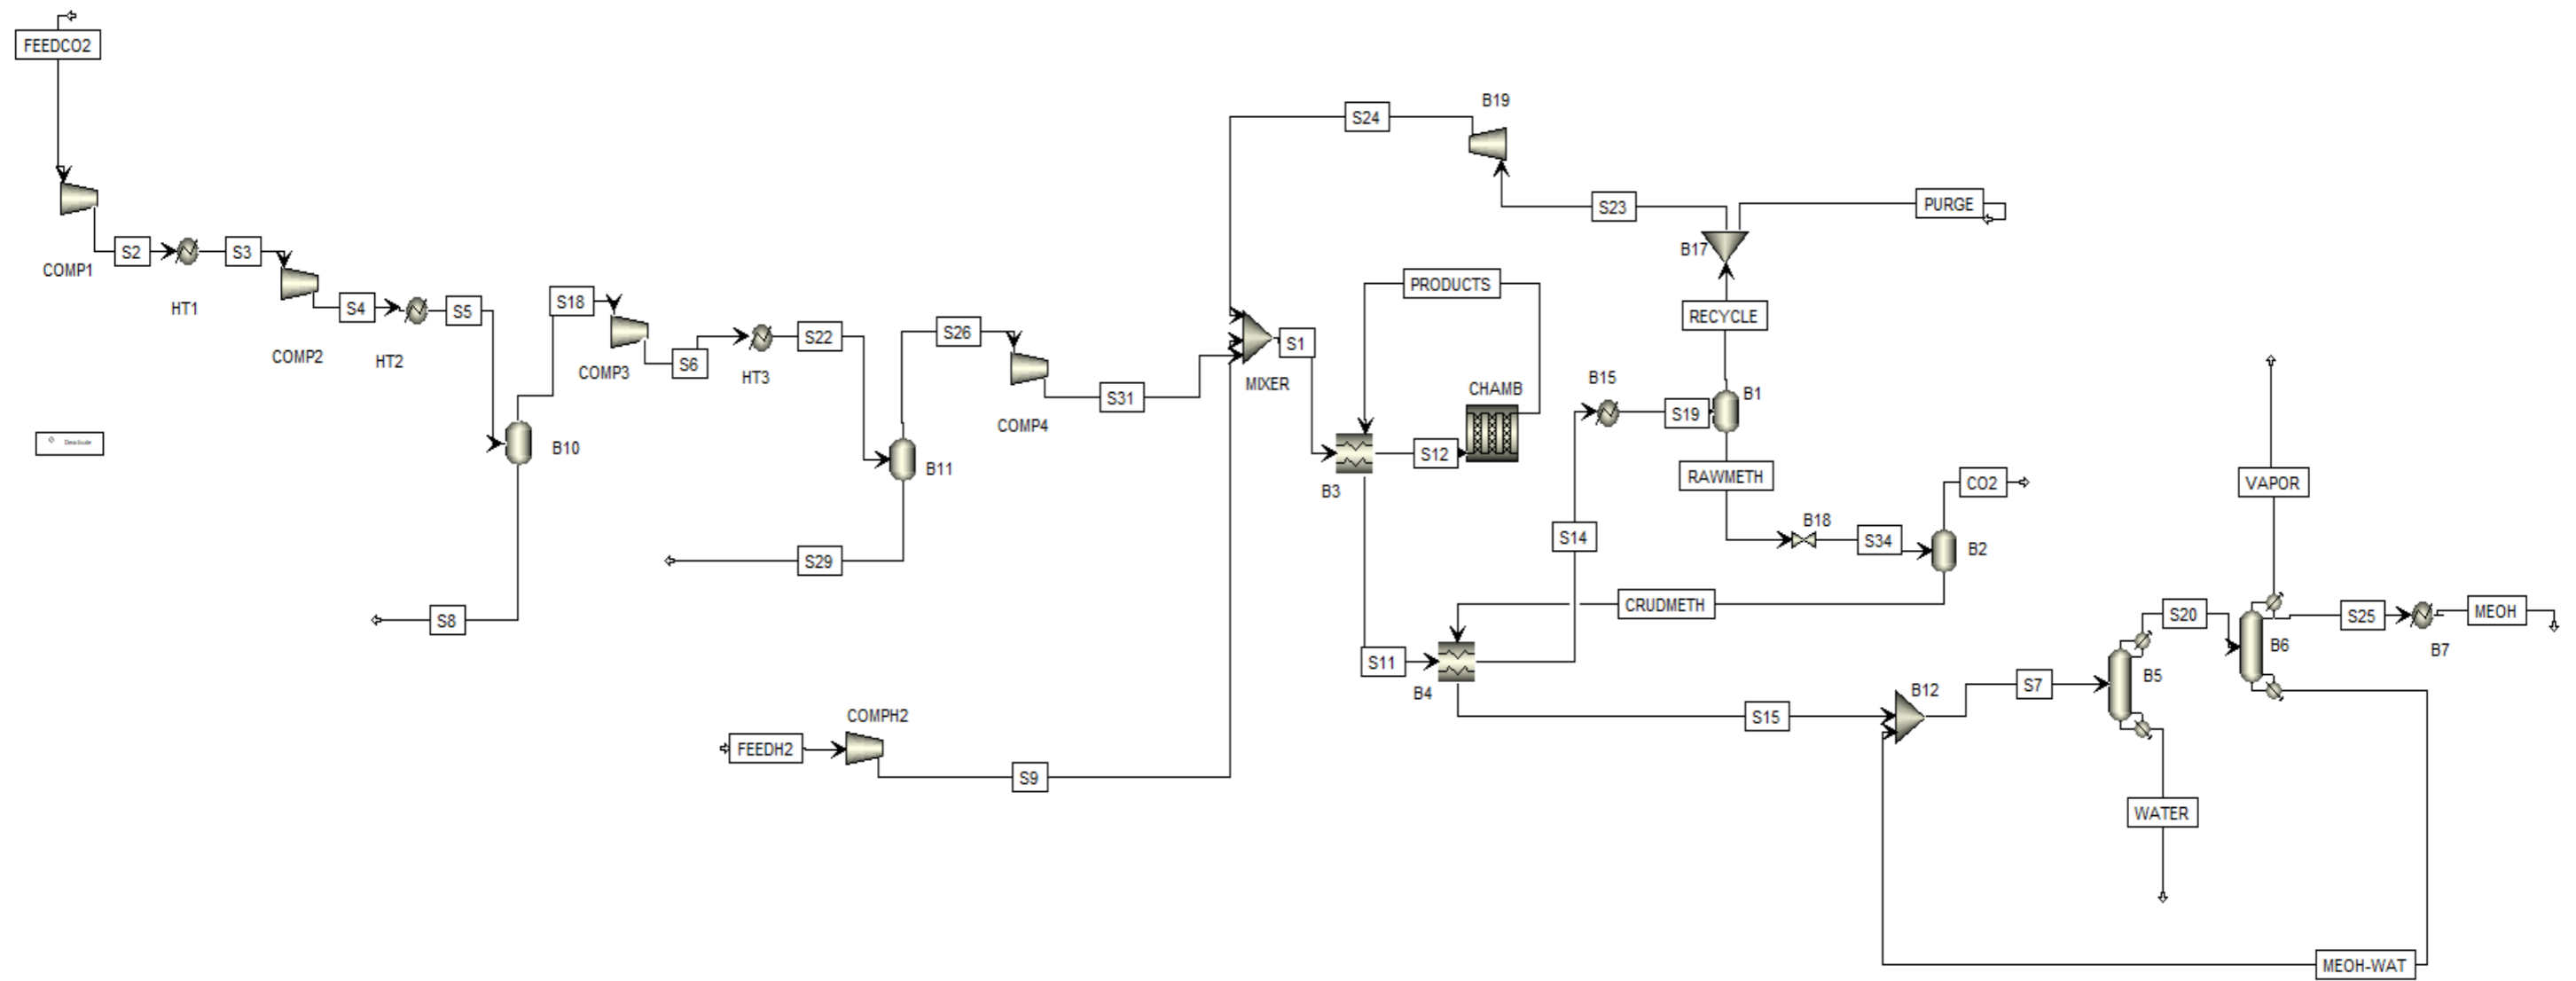 FEEDCO2
B19
S24
PURGE
S23
B17
S2
S3
COMP1
HT1
PRODUCTS
S18
S4
S5
RECYCLE
S26
S22
S1
COMP2
HT2
COMP3
S6
HT3
MIXER
B15
CHAMB
B1
S31
S19
COMP4
B10
B11
S12
B3
RAWMETH
CO2
VAPOR
S14
B18
S34
B2
S29
CRUDMETH
S8
S20
S25
MEOH
B6
B7
S11
B4
B5
S7
B12
COMPH2
S15
FEEDH2
S9
WATER
MEOH-WAT